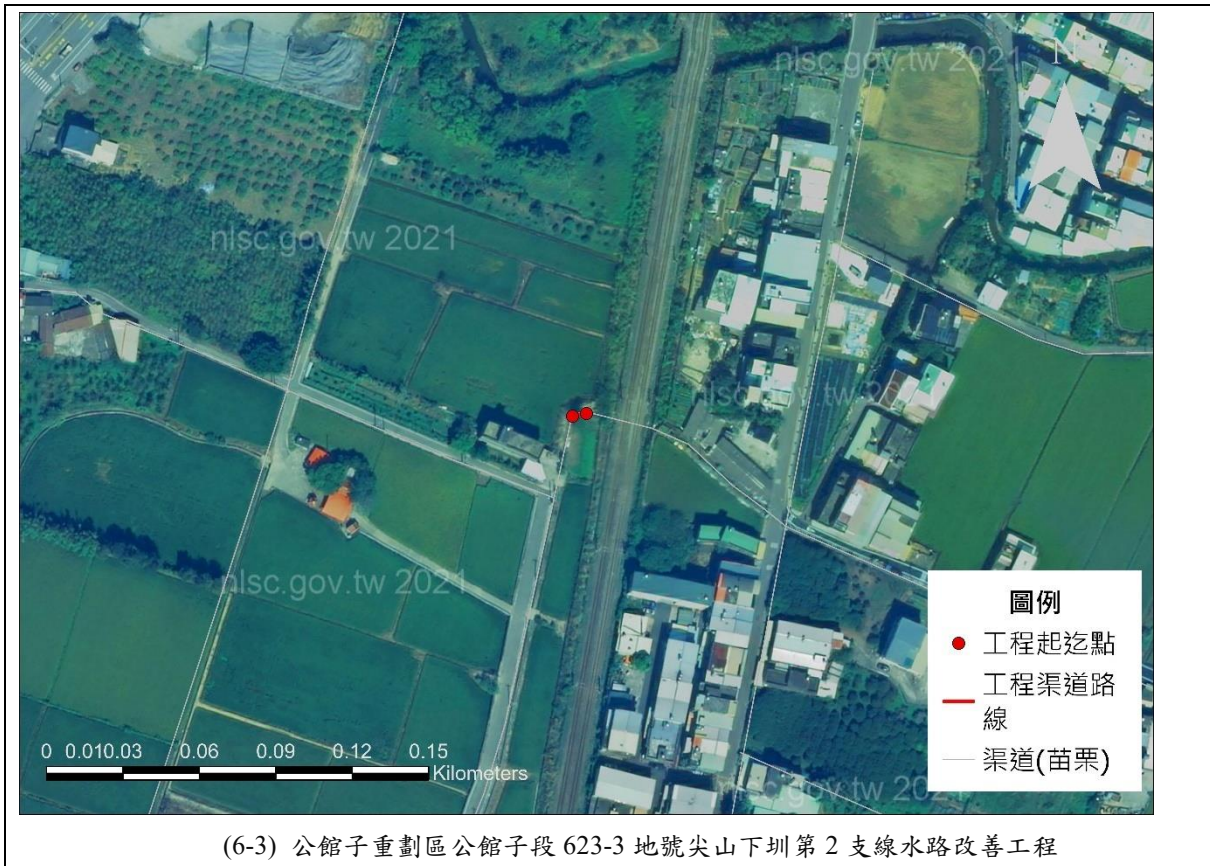 nlsc.gov.tw 2021
N
nlsc.gov.tw 2021
nlsc.gov.tw 2021
nlsc.gov.tw 2021
nlsc.gov.tw 2021
圖例
工程起迄點
工程渠道路
線
渠道(苗栗)
0 0.010.03 0.06 0.09 0.12 0.15
Kilometers
(6-3) 公館子重劃區公館子段 623-3 地號尖山下圳第 2 支線水路改善工程